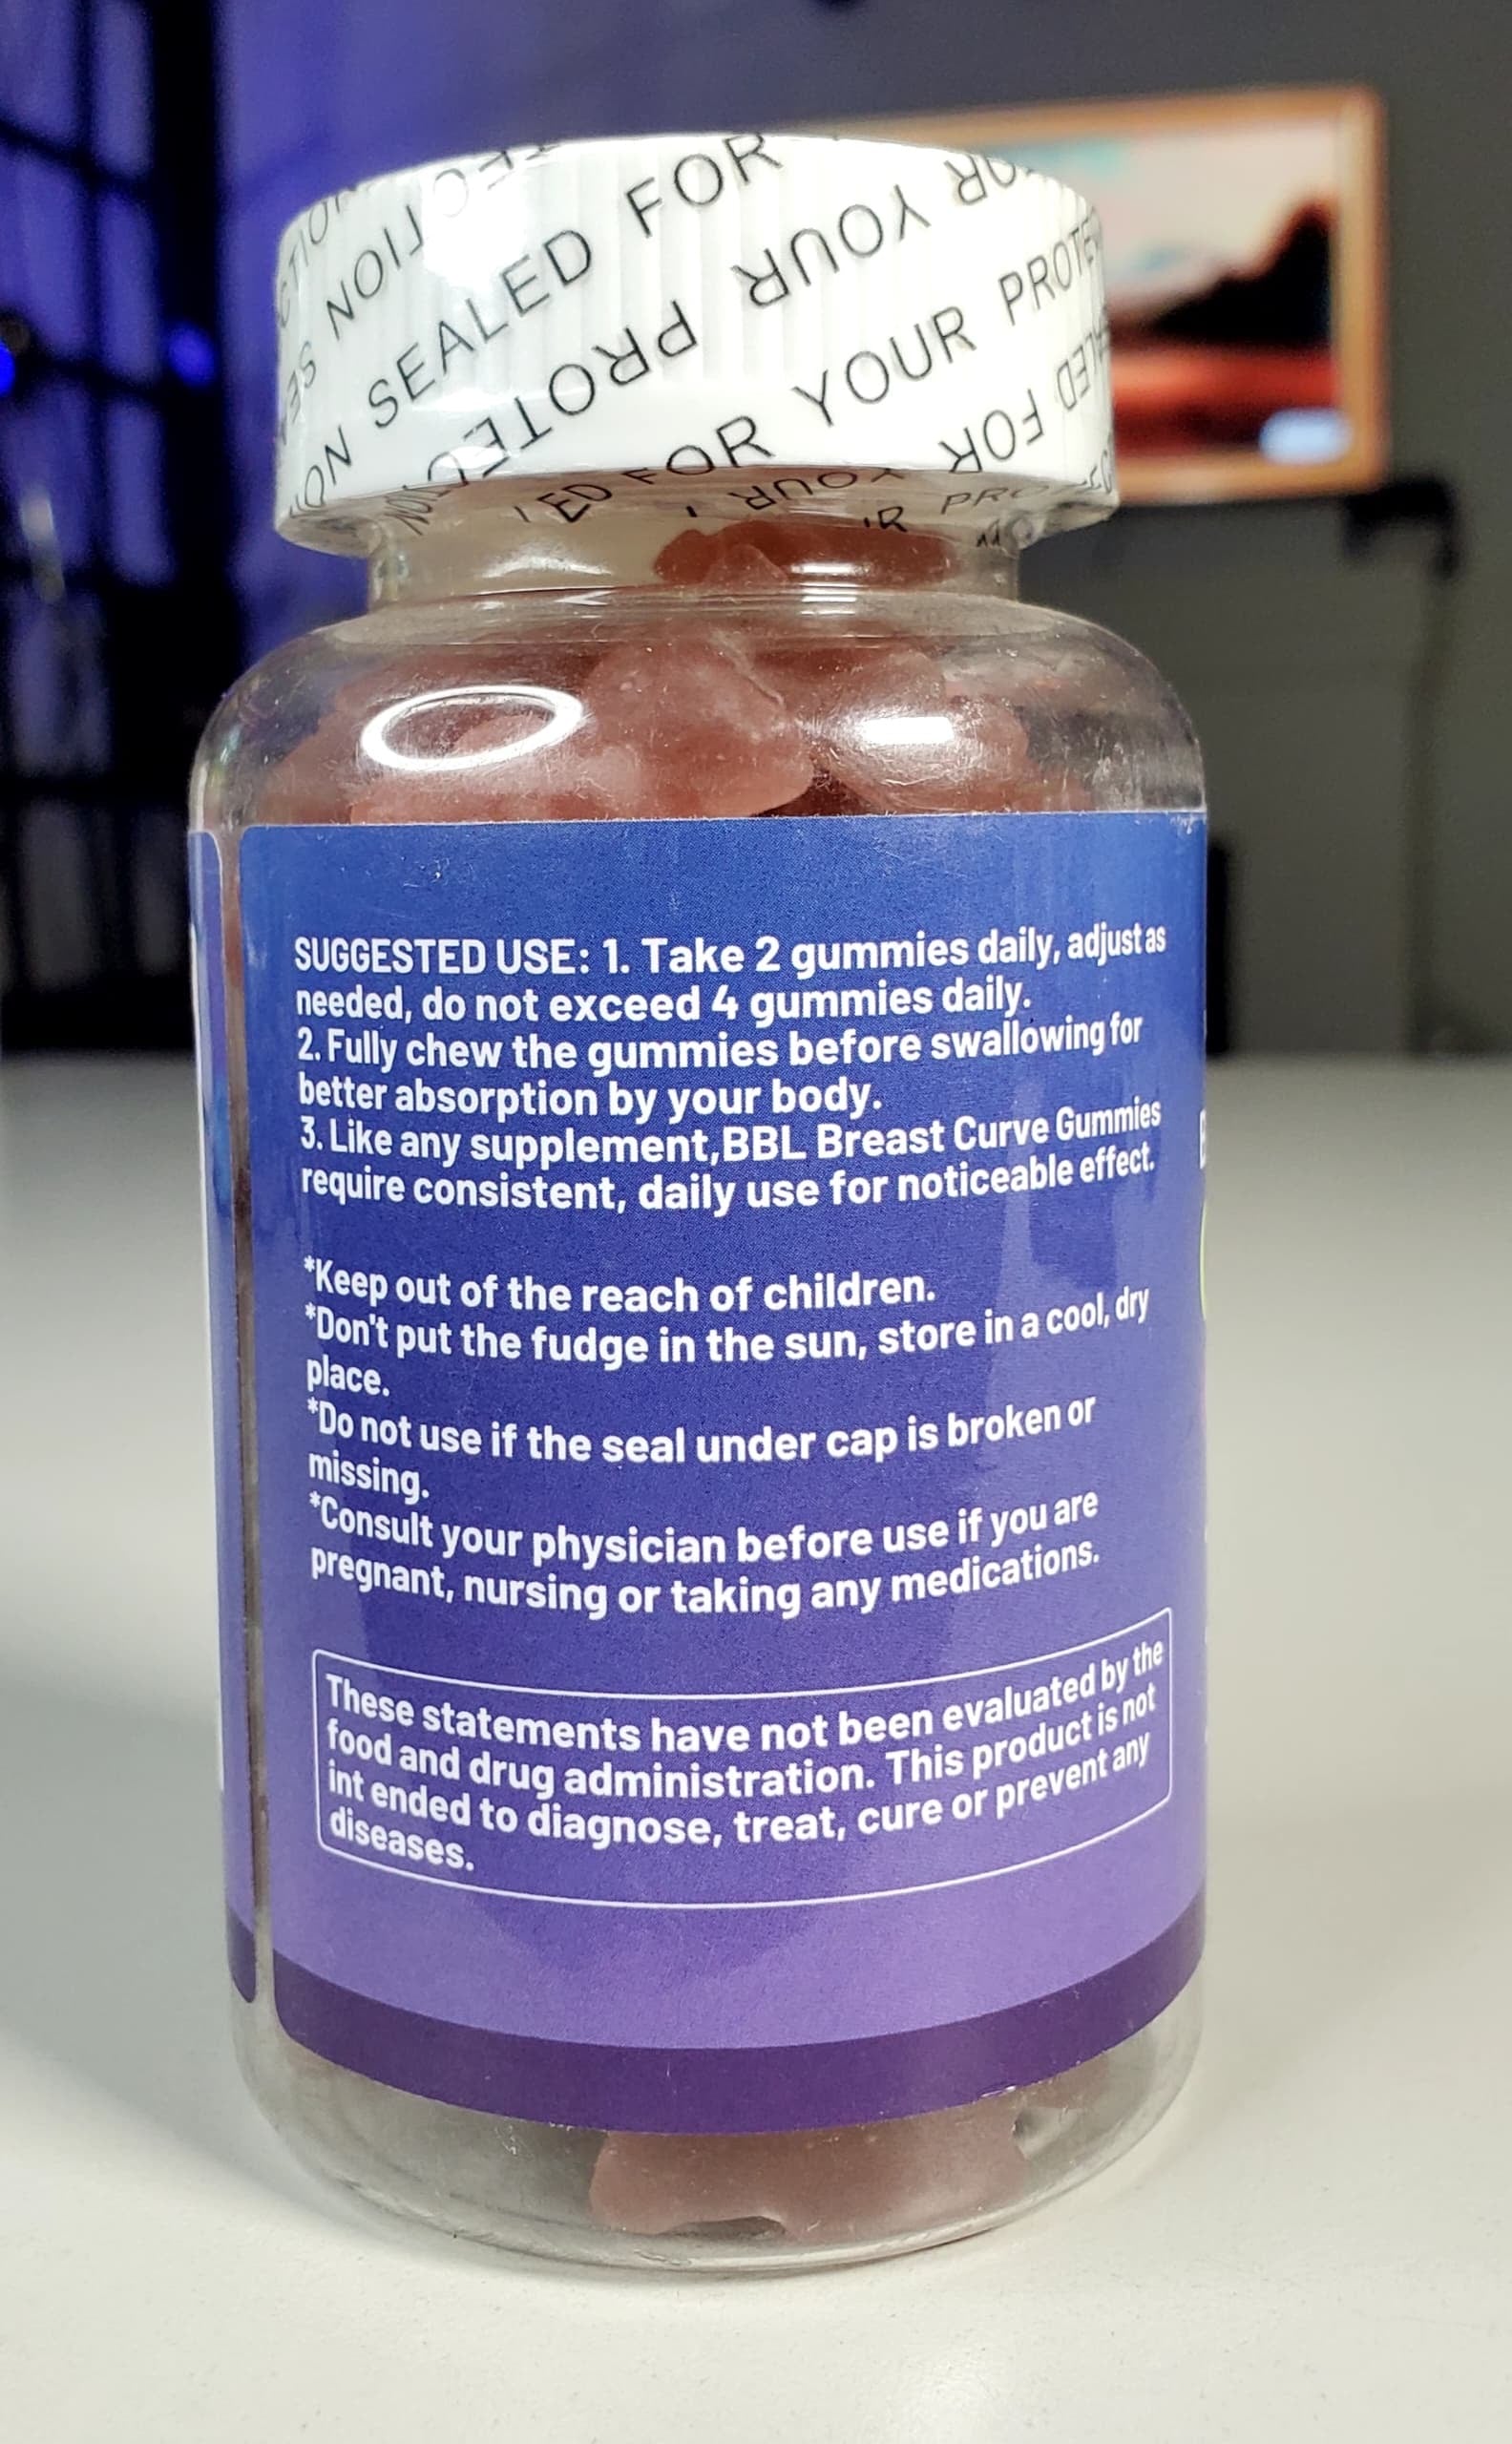 SEALED FOR
YOUR PROTE
FOR YOUR PROTE
SUGGESTED USE: 1. Take 2 gummies daily, adjust as
needed, do not exceed 4 gummies daily.
2. Fully chew the gummies before swallowing for
better absorption by your body.
3. Like any supplement,BBL Breast Curve Gummies
require consistent, daily use for noticeable effect.
*Keep out of the reach of children.
*Don't put the fudge in the sun, store in a cool, dry
place.
*Do not use if the seal under cap is broken or
missing.
*Consult your physician before use if you are
pregnant, nursing or taking any medications.
These statements have not been evaluated by the
food and drug administration. This product is not
int ended to diagnose, treat, cure or prevent any
diseases.